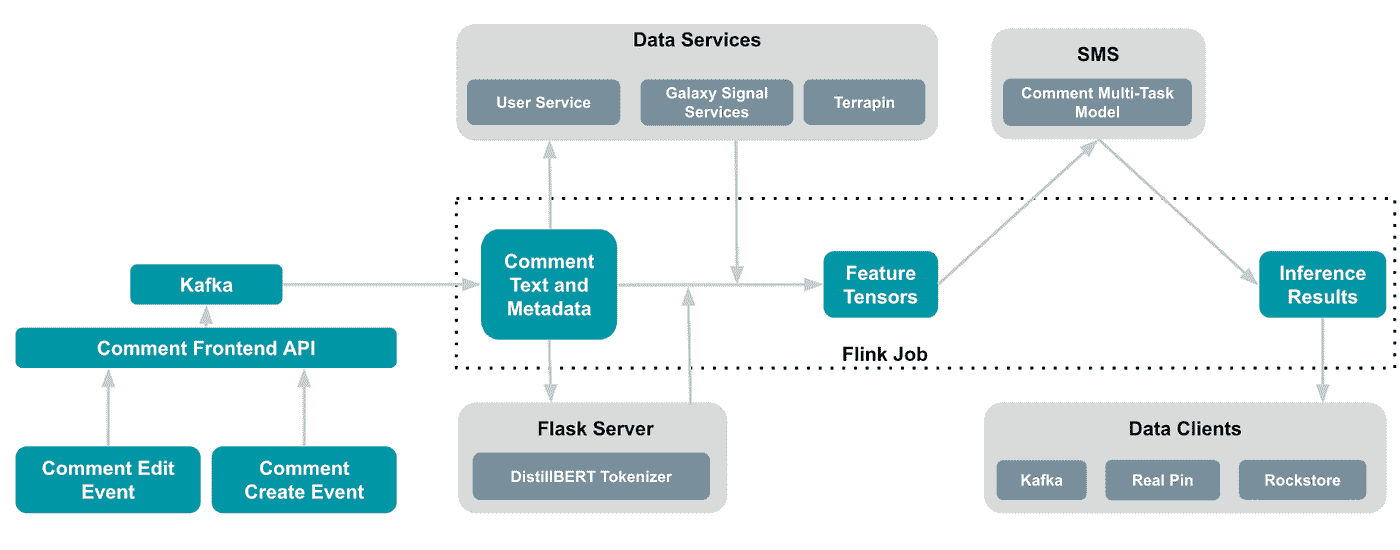 Data Services
User Service
Galaxy Signal
Services
Terrapin
SMS
Comment Multi-Task
Model
Comment
Text and
Metadata
Feature
Tensors
Inference
Results
Kafka
Comment Frontend API
Flink Job
Comment Edit
Event
Comment
Create Event
Flask Server
DistillBERT Tokenizer
Data Clients
Kafka
Real Pin
Rockstore